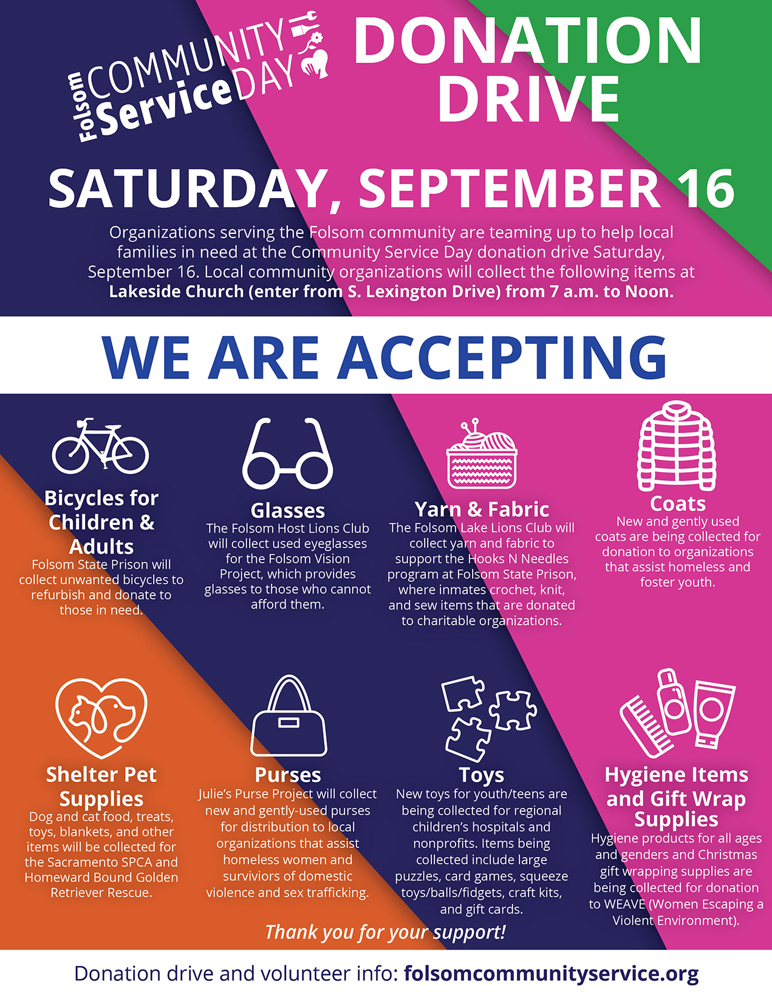 Folsom
COMMUNITY
ServiceDAY
DONATION
DRIVE
SATURDAY, SEPTEMBER 16
Organizations serving the Folsom community are teaming up to help local
families in need at the Community Service Day donation drive Saturday,
September 16. Local community organizations will collect the following items at
Lakeside Church (enter from S. Lexington Drive) from 7 a.m. to Noon.
WE ARE ACCEPTING
Bicycles for
Children &
Adults
Folsom State Prison will
collect unwanted bicycles to
refurbish and donate to
those in need.
Glasses
The Folsom Host Lions Club
will collect used eyeglasses
for the Folsom Vision
Project, which provides
glasses to those who cannot
afford them.
Yarn & Fabric
The Folsom Lake Lions Club will
collect yarn and fabric to
support the Hooks N Needles
program at Folsom State Prison,
where inmates crochet, knit,
and sew items that are donated
to charitable organizations.
Coats
New and gently used
coats are being collected for
donation to organizations
that assist homeless and
foster youth.
Shelter Pet
Supplies
Dog and cat food, treats,
toys, blankets, and other
items will be collected for
the Sacramento SPCA and
Homeward Bound Golden
Retriever Rescue.
Purses
Julie's Purse Project will collect
new and gently-used purses
for distribution to local
organizations that assist
homeless women and
surviviors of domestic
violence and sex trafficking.
Toys
New toys for youth/teens are
being collected for regional
children's hospitals and
nonprofits. Items being
collected include large
puzzles, card games, squeeze
toys/balls/fidgets, craft kits,
and gift cards.
Hygiene Items
and Gift Wrap
Supplies
Hygiene products for all ages
and genders and Christmas
gift wrapping supplies are
being collected for donation
to WEAVE (Women Escaping a
Violent Environment).
Thank you for your support!
Donation drive and volunteer info: folsomcommunityservice.org